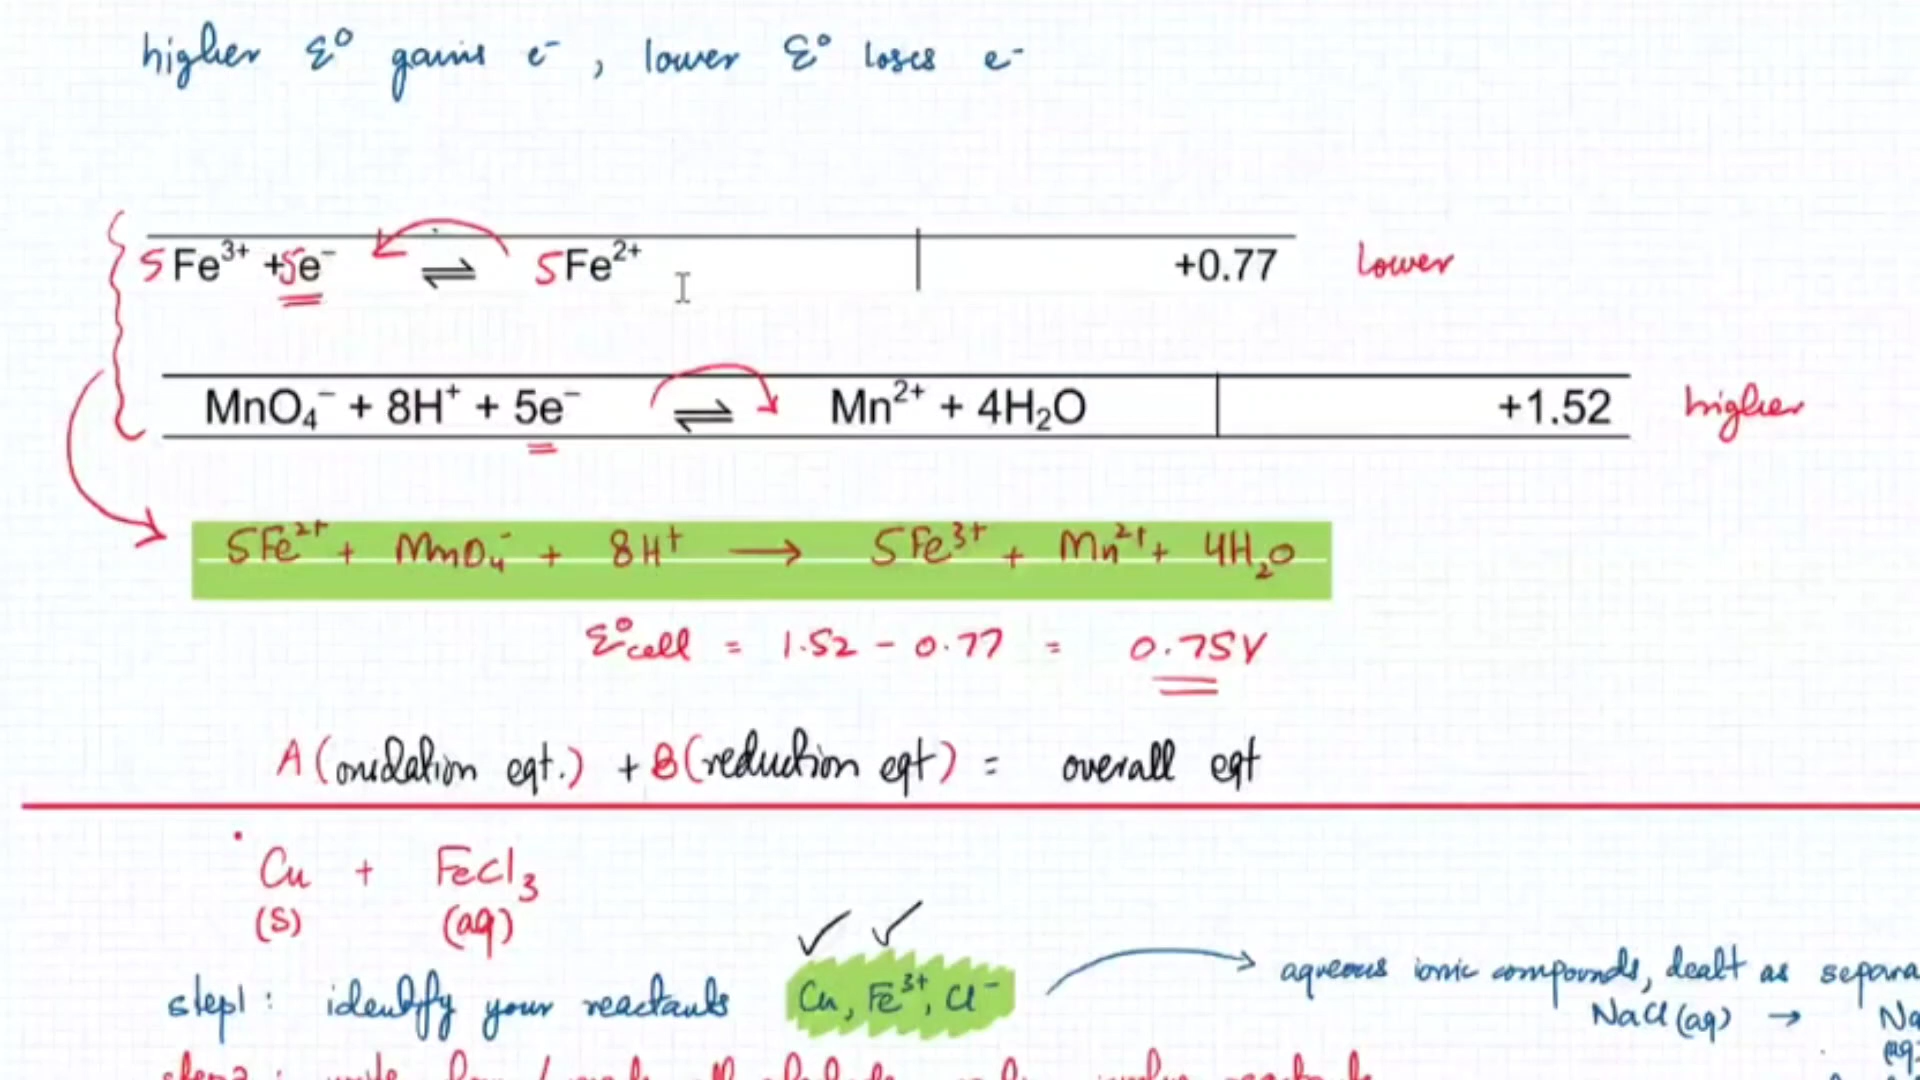 higher ε° gains e⁻, lower ε° loses e⁻
5Fe³⁺ + 5e⁻ ⇌ 5Fe²⁺ +0.77 lower
MnO₄⁻ + 8H⁺ + 5e⁻ ⇌ Mn²⁺ + 4H₂O +1.52 higher
5Fe²⁺ + MnO₄⁻ + 8H⁺ → 5Fe³⁺ + Mn²⁺ + 4H₂O
ε°cell = 1.52 - 0.77 = 0.75V
A (oxidation eqt.) + B (reduction eqt) = overall eqt
Cu + FeCl₃
(s) (aq)
step1: identify your reactants Cu, Fe³⁺, Cl⁻ aqueous ionic compounds, dealt as
NaCl (aq) → Na